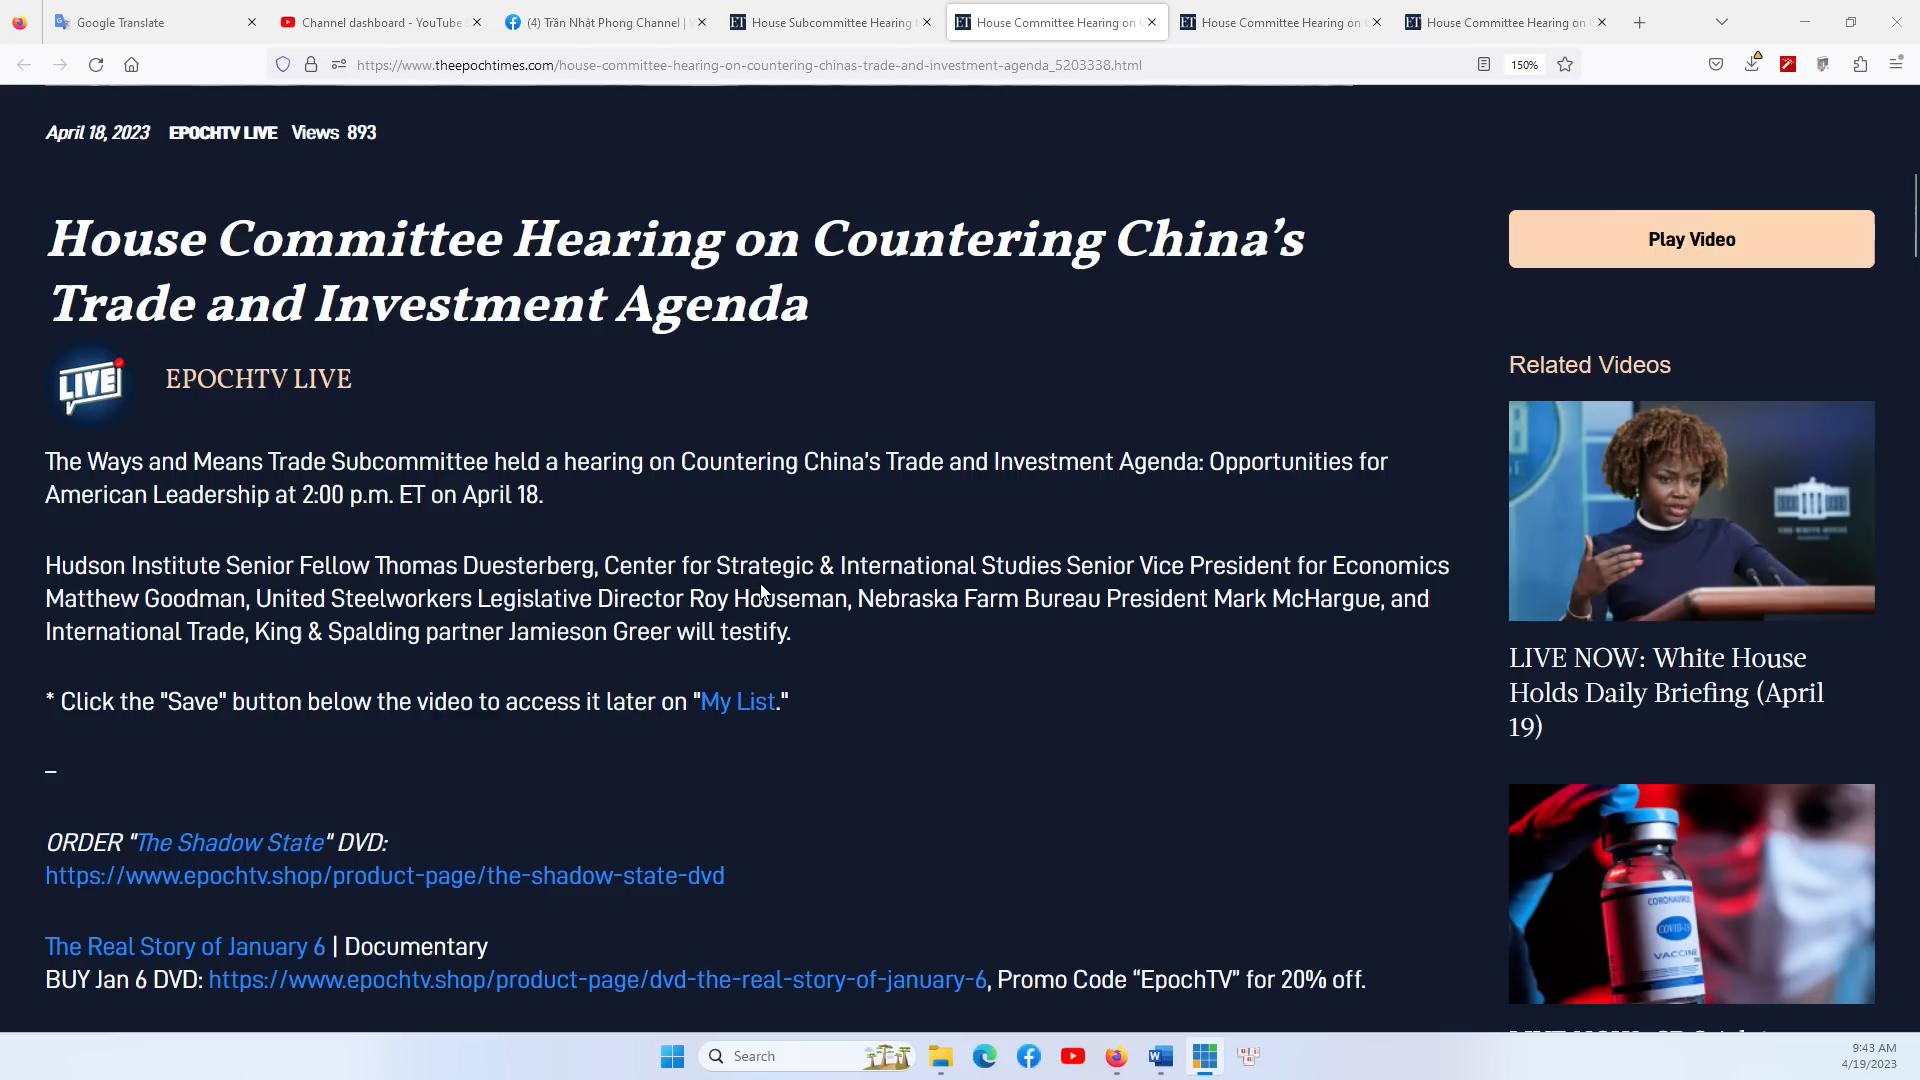 Google Translate
Channel dashboard - YouTube
(4) Trần Nhật Phong Channel |
House Subcommittee Hearing
House Committee Hearing on
House Committee Hearing on
House Committee Hearing on
https://www.theepochtimes.com/house-committee-hearing-on-countering-chinas-trade-and-investment-agenda_5203338.html
150%
April 18, 2023 EPOCHTV LIVE Views 893
House Committee Hearing on Countering China's
Trade and Investment Agenda
Play Video
LIVE
EPOCHTV LIVE
The Ways and Means Trade Subcommittee held a hearing on Countering China's Trade and Investment Agenda: Opportunities for
American Leadership at 2:00 p.m. ET on April 18.
Hudson Institute Senior Fellow Thomas Duesterberg, Center for Strategic & International Studies Senior Vice President for Economics
Matthew Goodman, United Steelworkers Legislative Director Roy Houseman, Nebraska Farm Bureau President Mark McHargue, and
International Trade, King & Spalding partner Jamieson Greer will testify.
* Click the "Save" button below the video to access it later on "My List."
–
ORDER "The Shadow State" DVD:
https://www.epochtv.shop/product-page/the-shadow-state-dvd
The Real Story of January 6 | Documentary
BUY Jan 6 DVD: https://www.epochtv.shop/product-page/dvd-the-real-story-of-january-6, Promo Code “EpochTV” for 20% off.
Related Videos
THE WHITE HOUSE
LIVE NOW: White House
Holds Daily Briefing (April
19)
CORONAVIRUS
COVID-19
VACCINE
Search
9:43 AM
4/19/2023